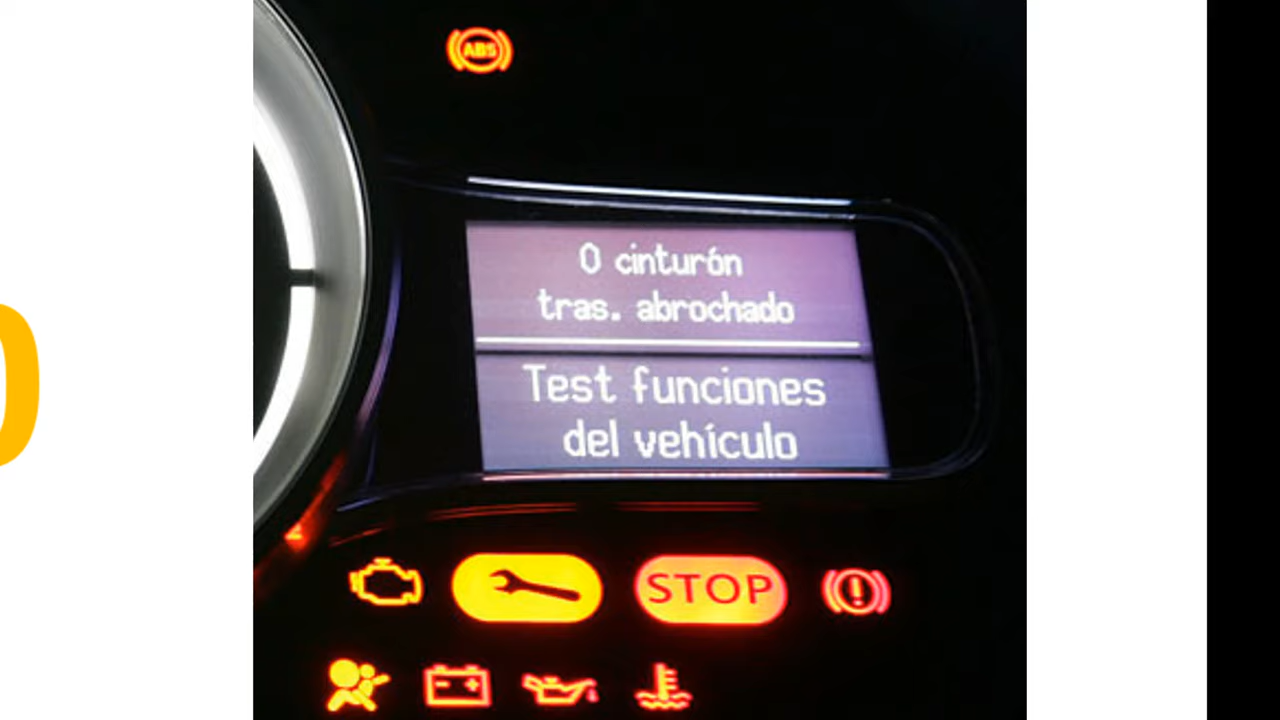 ABS
0 cinturón
tras. abrochado
Test funciones
del vehículo
STOP